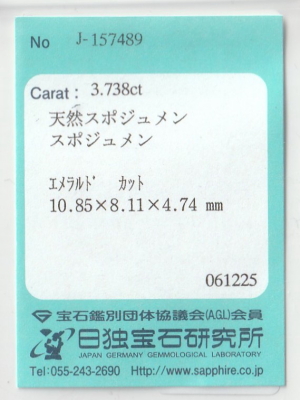 No J-157489
Carat : 3.738ct
天然スポジュメン
スポジュメン
ｴﾒﾗﾙﾄﾞ ｶｯﾄ
10.85×8.11×4.74 mm
061225
宝石鑑別団体協議会(AGL)会員
日独宝石研究所
JAPAN GERMANY GEMMOLOGICAL LABORATORY
Tel:055-243-2690 Http://www.sapphire.co.jp